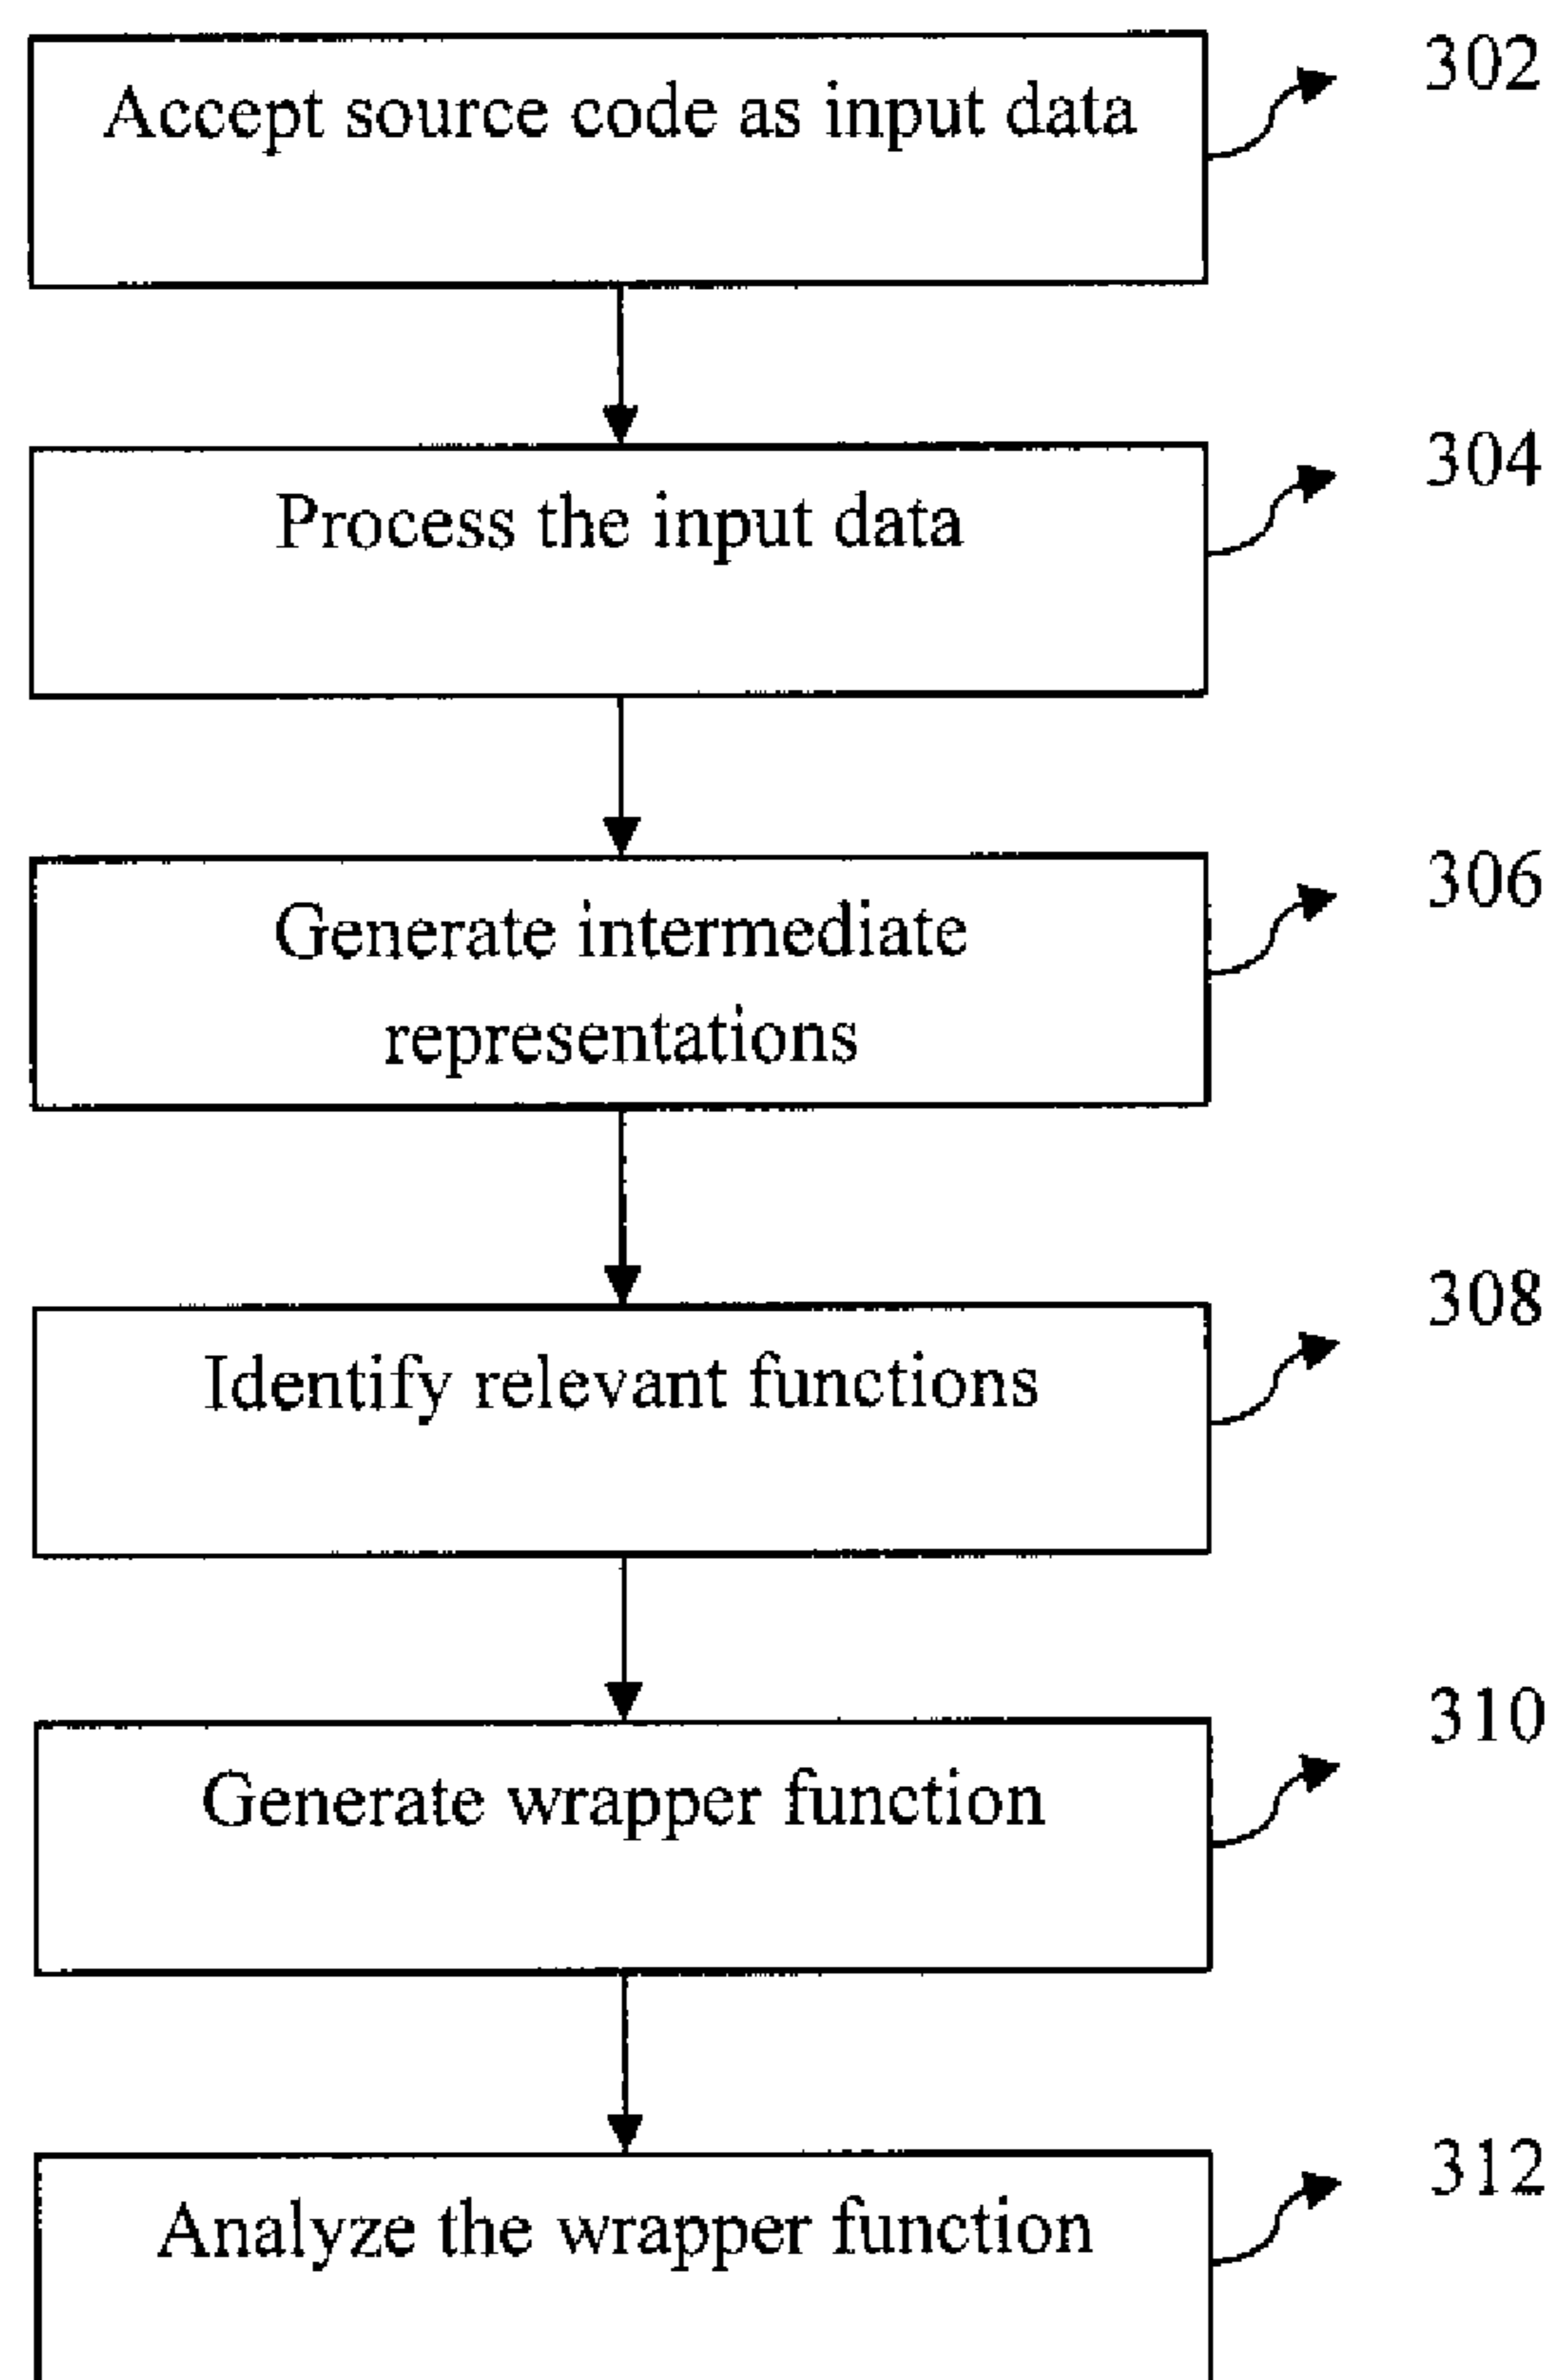 Accept source code as input data
302
Process the input data
304
Generate intermediate
representations
306
Identify relevant functions
308
Generate wrapper function
310
Analyze the wrapper function
312